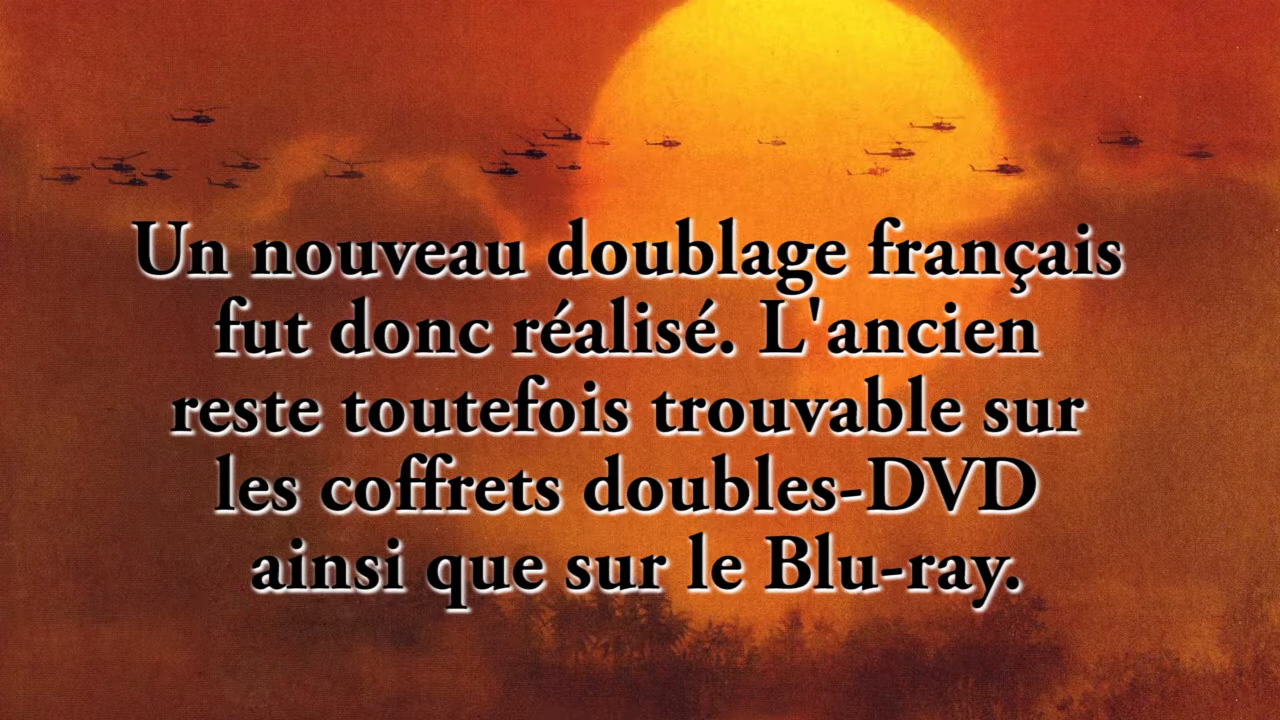 Un nouveau doublage français
fut donc réalisé. L'ancien
reste toutefois trouvable sur
les coffrets doubles-DVD
ainsi que sur le Blu-ray.